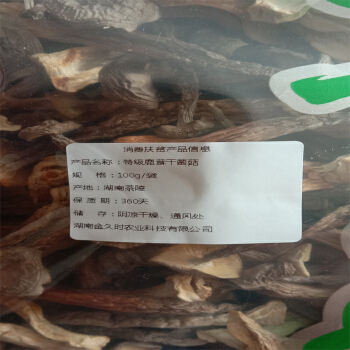 消费扶贫产品信息
产品名称：特级鹿茸干菌菇
规 格：100g/袋
产地：湖南茶陵
保 质 期：360天
储 存：阴凉干燥、通风处
湖南金久时农业科技有限公司